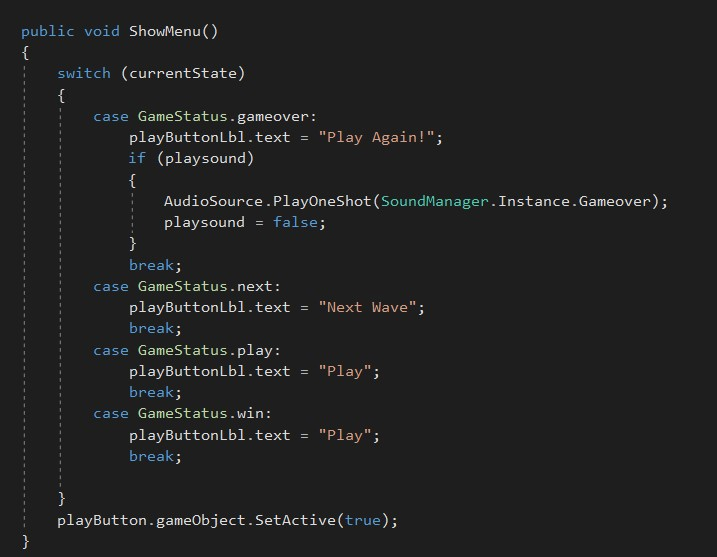 public void ShowMenu()
{
switch (currentState)
{
case GameStatus.gameover:
playButtonLbl.text = "Play Again!";
if (playsound)
{
AudioSource.PlayOneShot(SoundManager.Instance.Gameover);
playsound = false;
}
break;
case GameStatus.next:
playButtonLbl.text = "Next Wave";
break;
case GameStatus.play:
playButtonLbl.text = "Play";
break;
case GameStatus.win:
playButtonLbl.text = "Play";
break;
}
playButton.gameObject.SetActive(true);
}